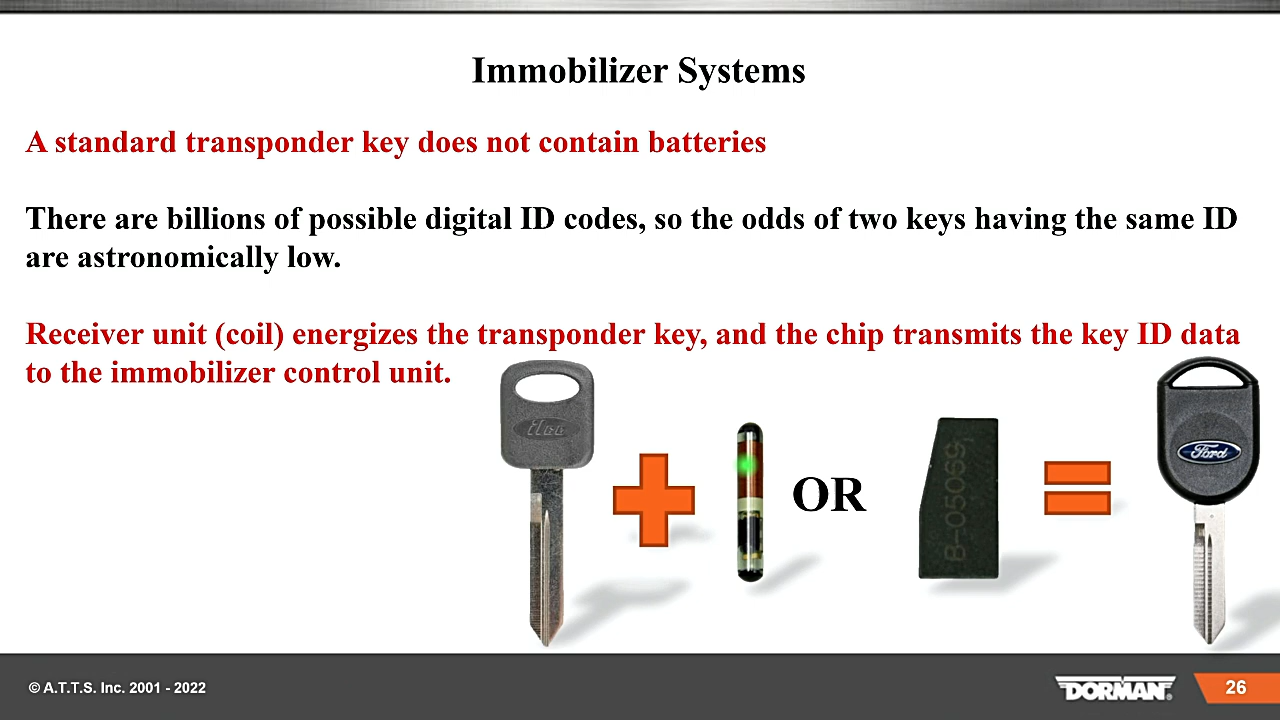 Immobilizer Systems
A standard transponder key does not contain batteries
There are billions of possible digital ID codes, so the odds of two keys having the same ID
are astronomically low.
Receiver unit (coil) energizes the transponder key, and the chip transmits the key ID data
to the immobilizer control unit.
ilco
OR
B-05069,
Ford
© A.T.T.S. Inc. 2001 - 2022
DORMAN®
26